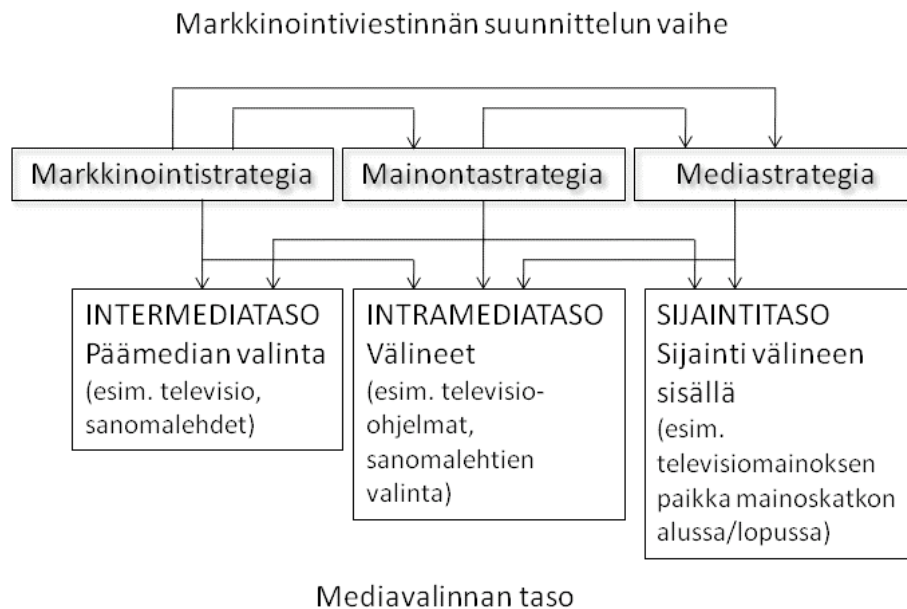 Markkinointiviestinnän suunnittelun vaihe
Markkinointistrategia
Mainontastrategia
Mediastrategia
INTERMEDIATASO
Päämedian valinta
(esim. televisio,
sanomalehdet)
INTRAMEDIATASO
Välineet
(esim. televisio-
ohjelmat,
sanomalehtien
valinta)
SIJAINTITASO
Sijainti välineen
sisällä
(esim.
televisiomainoksen
paikka mainoskatkon
alussa/lopussa)
Mediavalinnan taso